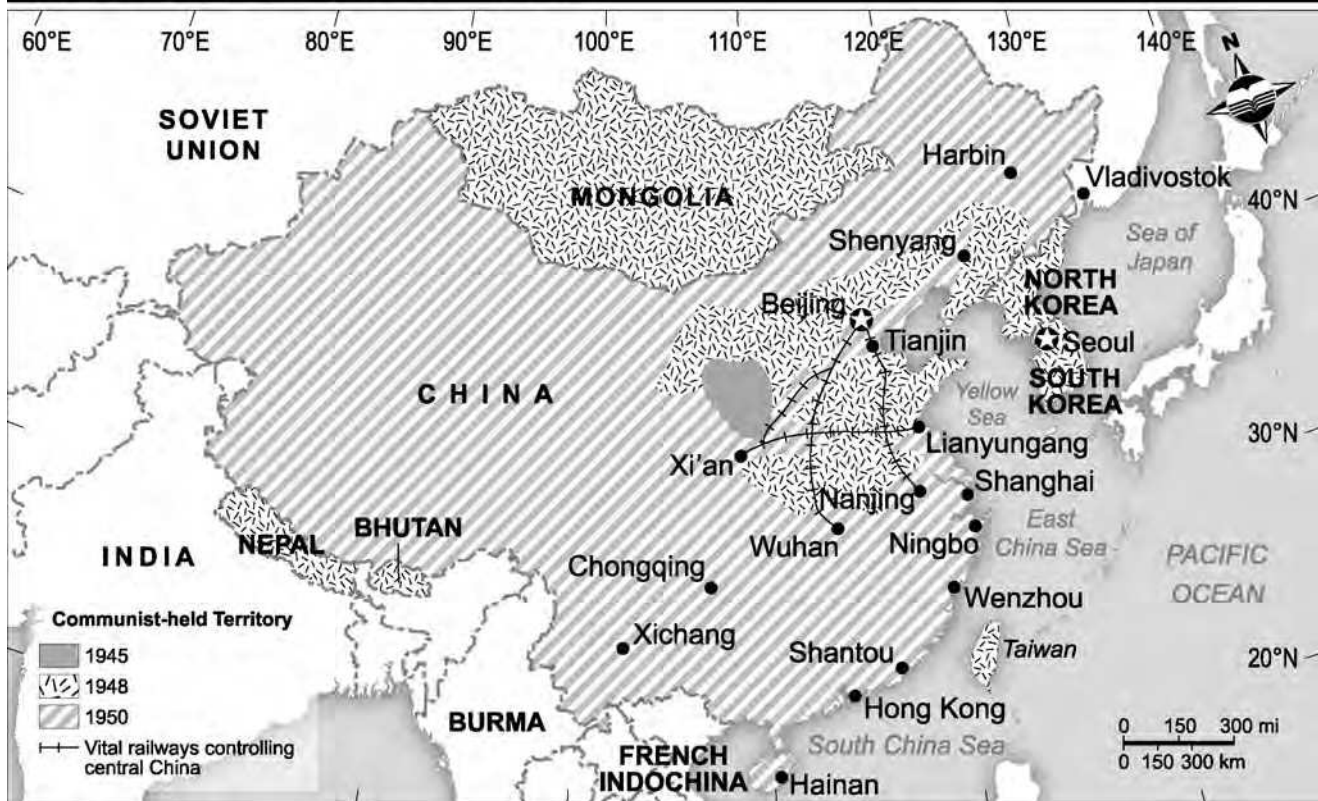 60°E 70°E 80°E 90°E 100°E 110°E 120°E 130°E 140°E
N
SOVIET
UNION
Harbin
Vladivostok
MONGOLIA
40°N
Shenyang
Sea of
Japan
NORTH
KOREA
Beijing
Tianjin
Seoul
CHINA
SOUTH
KOREA
Yellow
Sea
30°N
Lianyungang
Xi'an
Shanghai
Nanjing
BHUTAN
East
China Sea
INDIA
NEPAL
Wuhan
Ningbo
PACIFIC
OCEAN
Chongqing
Wenzhou
Communist-held Territory
1945
1948
1950
Vital railways controlling
central China
Xichang
Shantou
Taiwan
20°N
BURMA
Hong Kong
South China Sea
FRENCH
INDOCHINA
Hainan
0 150 300 mi
0 150 300 km